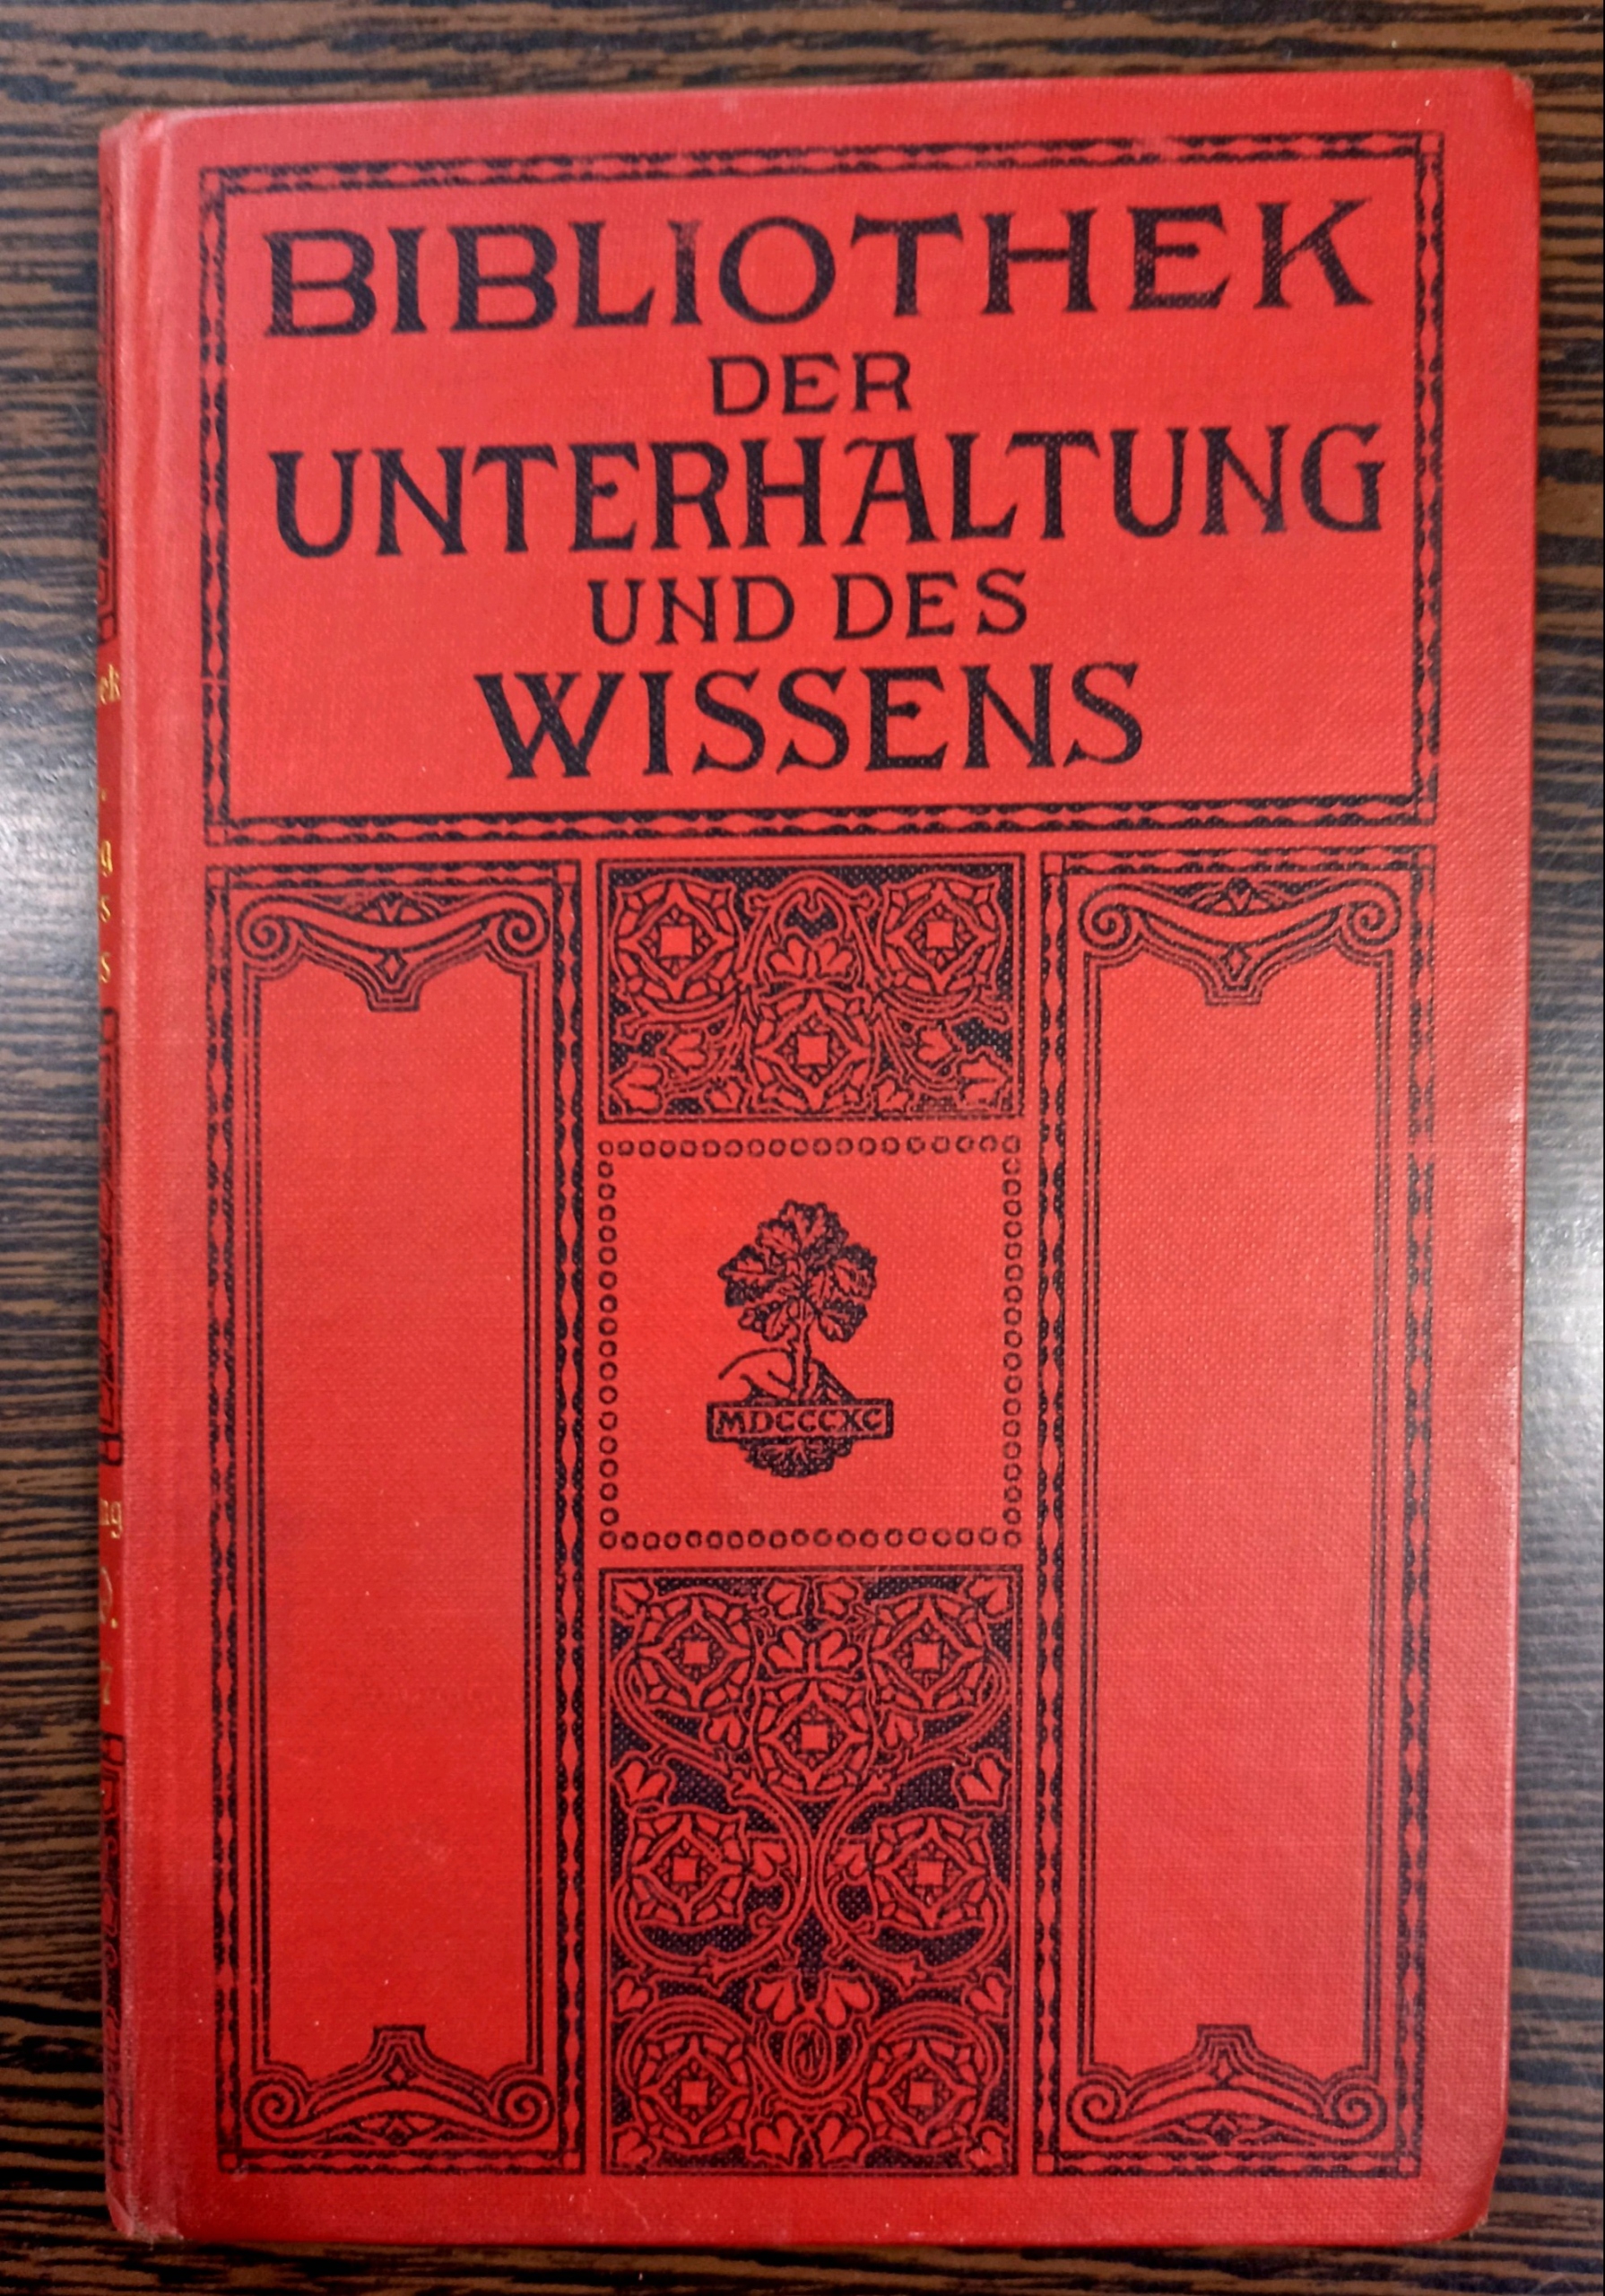 BIBLIOTHEK
DER
UNTERHALTUNG
UND DES
WISSENS
MDCCCXC